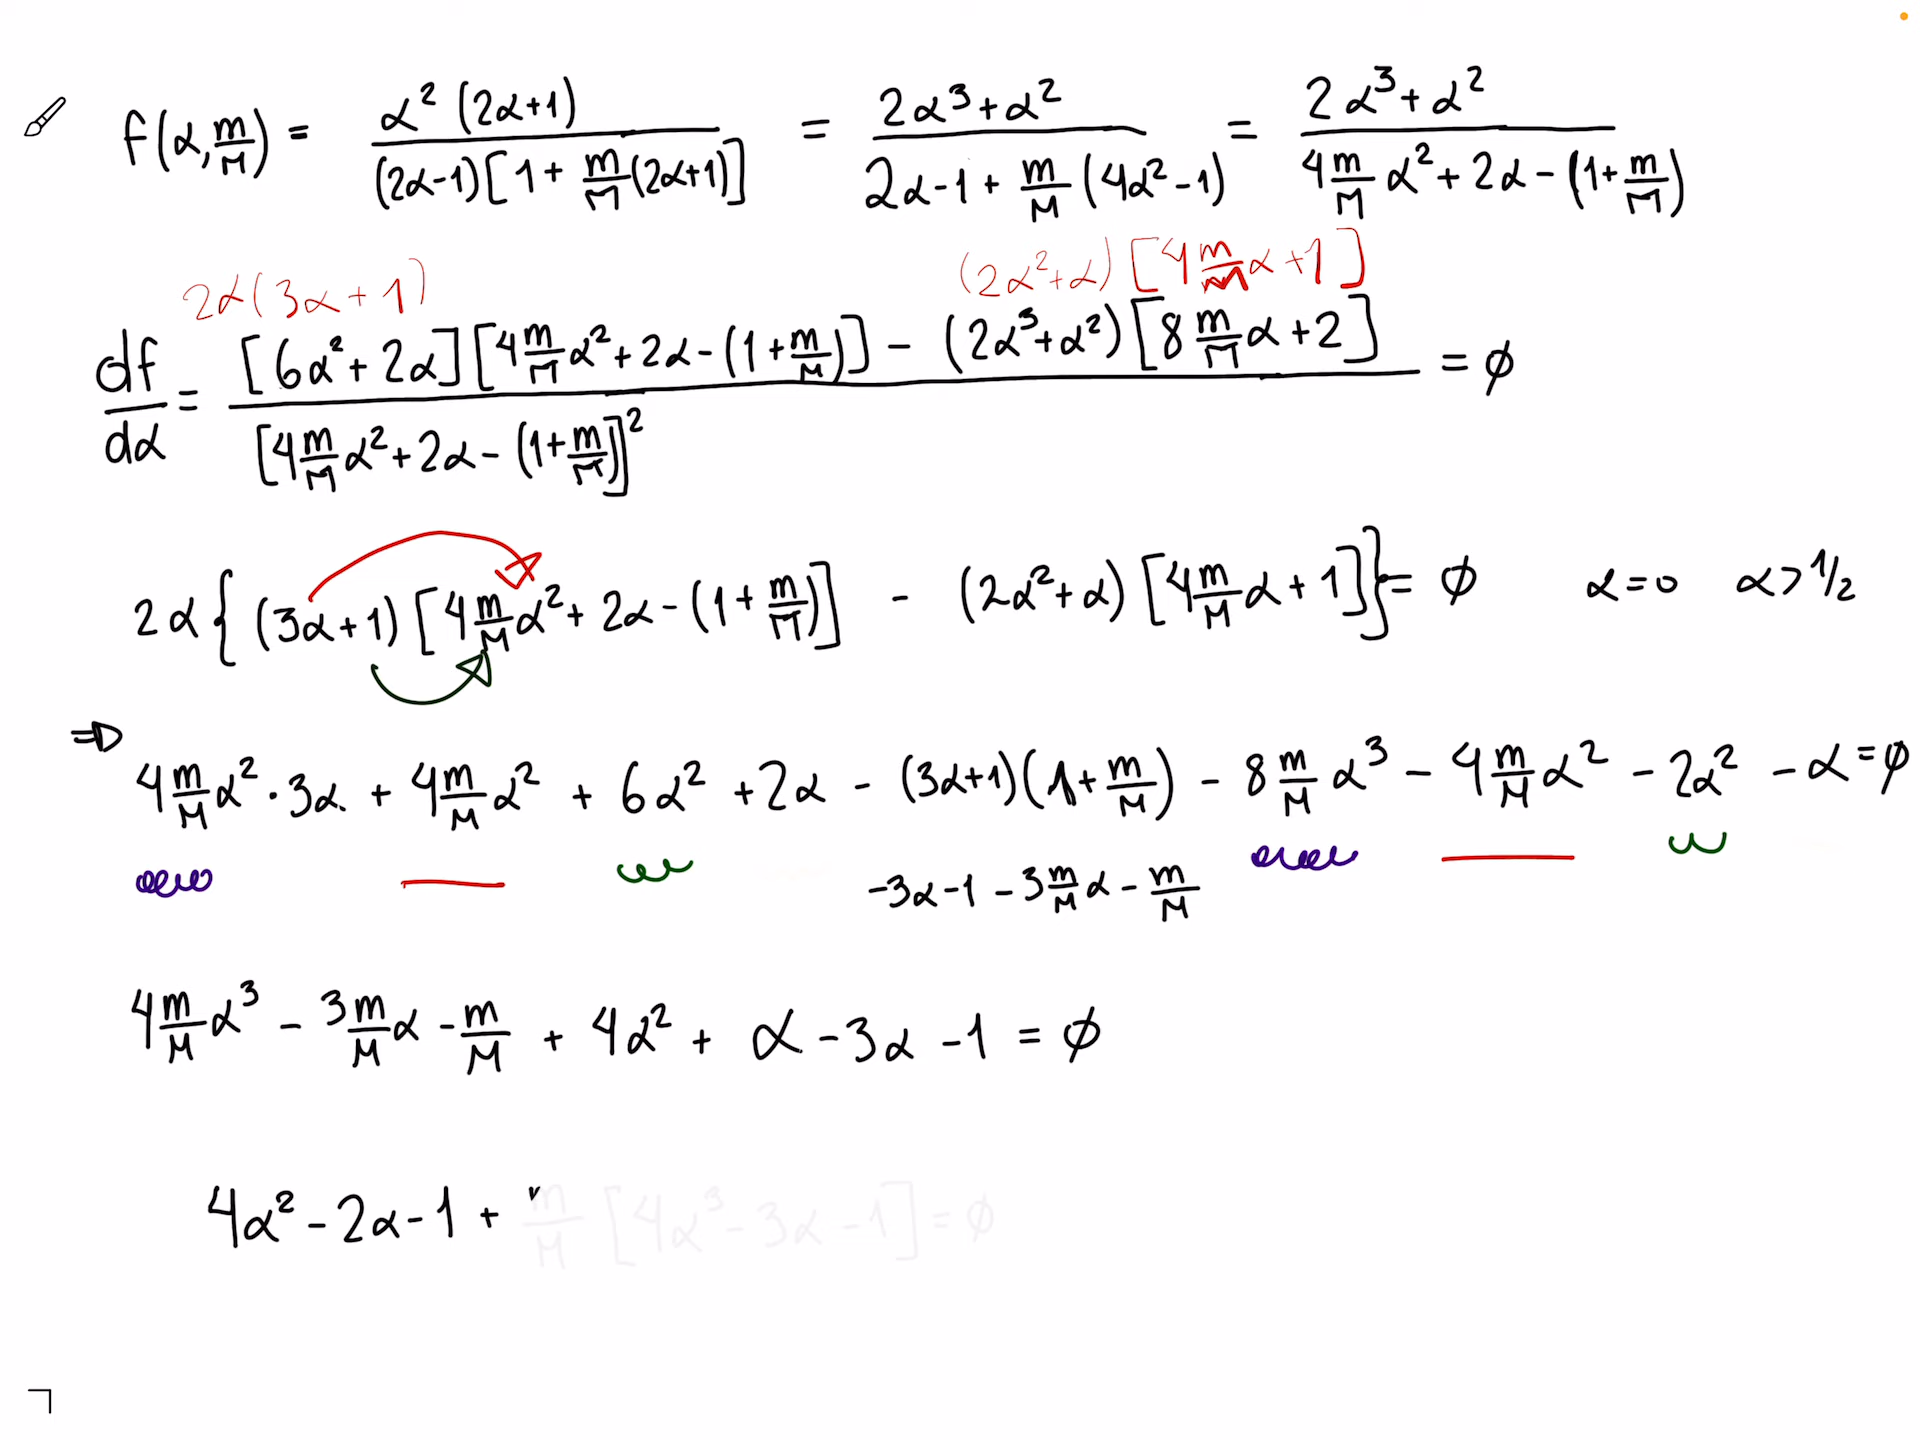 f(α, m/M) = α² (2α+1) / (2α-1)[1 + m/M (2α+1)] = 2α³ + α² / 2α-1 + m/M (4α²-1) = 2α³ + α² / 4 m/M α² + 2α - (1 + m/M)
2α(3α+1) (2α²+α) [4 m/M α + 1]
df/dα = [6α² + 2α][4 m/M α² + 2α - (1 + m/M)] - (2α³+α²)[8 m/M α + 2] / [4 m/M α² + 2α - (1 + m/M)]² = ∅
2α{(3α+1)[4 m/M α² + 2α - (1 + m/M)] - (2α²+α)[4 m/M α + 1]} = ∅ α=0 α>1/2
⇒
4 m/M α²·3α + 4 m/M α² + 6α² + 2α - (3α+1)(1 + m/M) - 8 m/M α³ - 4 m/M α² - 2α² - α = ∅
-3α-1 - 3 m/M α - m/M
4 m/M α³ - 3 m/M α - m/M + 4α² + α - 3α - 1 = ∅
4α² - 2α - 1 + m/M [4α³ - 3α - 1] = ∅